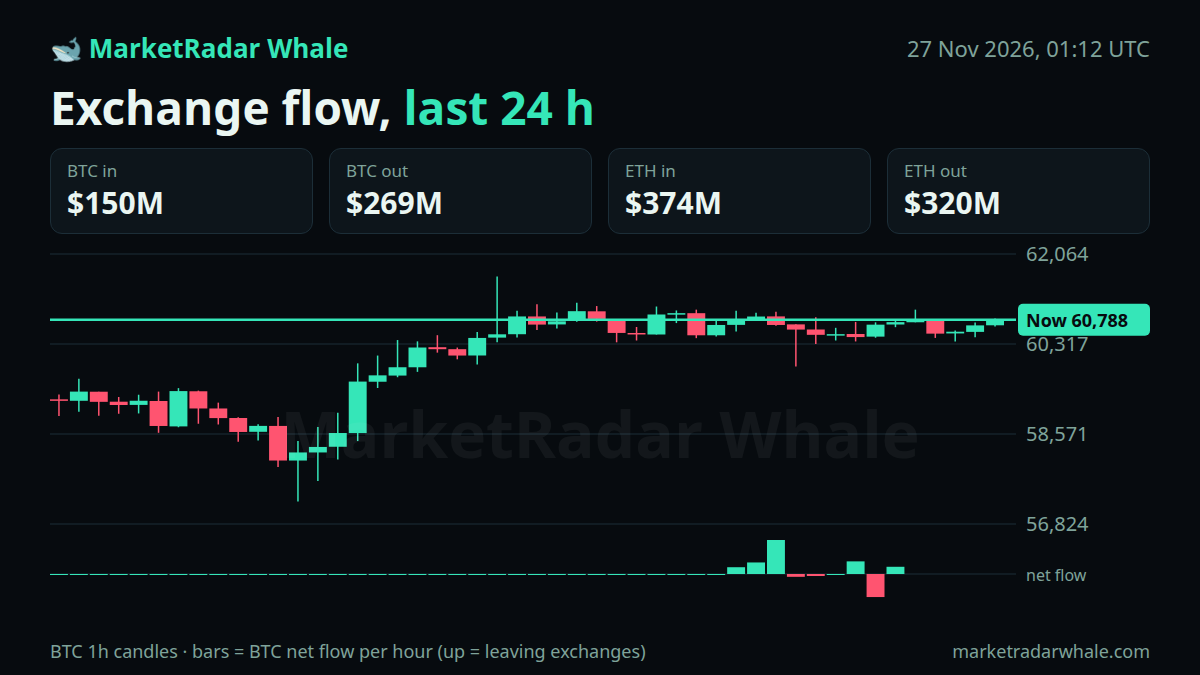 🐋 MarketRadar Whale
27 Nov 2026, 01:12 UTC
Exchange flow, last 24 h
BTC in
$150M
BTC out
$269M
ETH in
$374M
ETH out
$320M
62,064
Now 60,788
60,317
MarketRadar Whale
58,571
56,824
net flow
BTC 1h candles · bars = BTC net flow per hour (up = leaving exchanges)
marketradarwhale.com